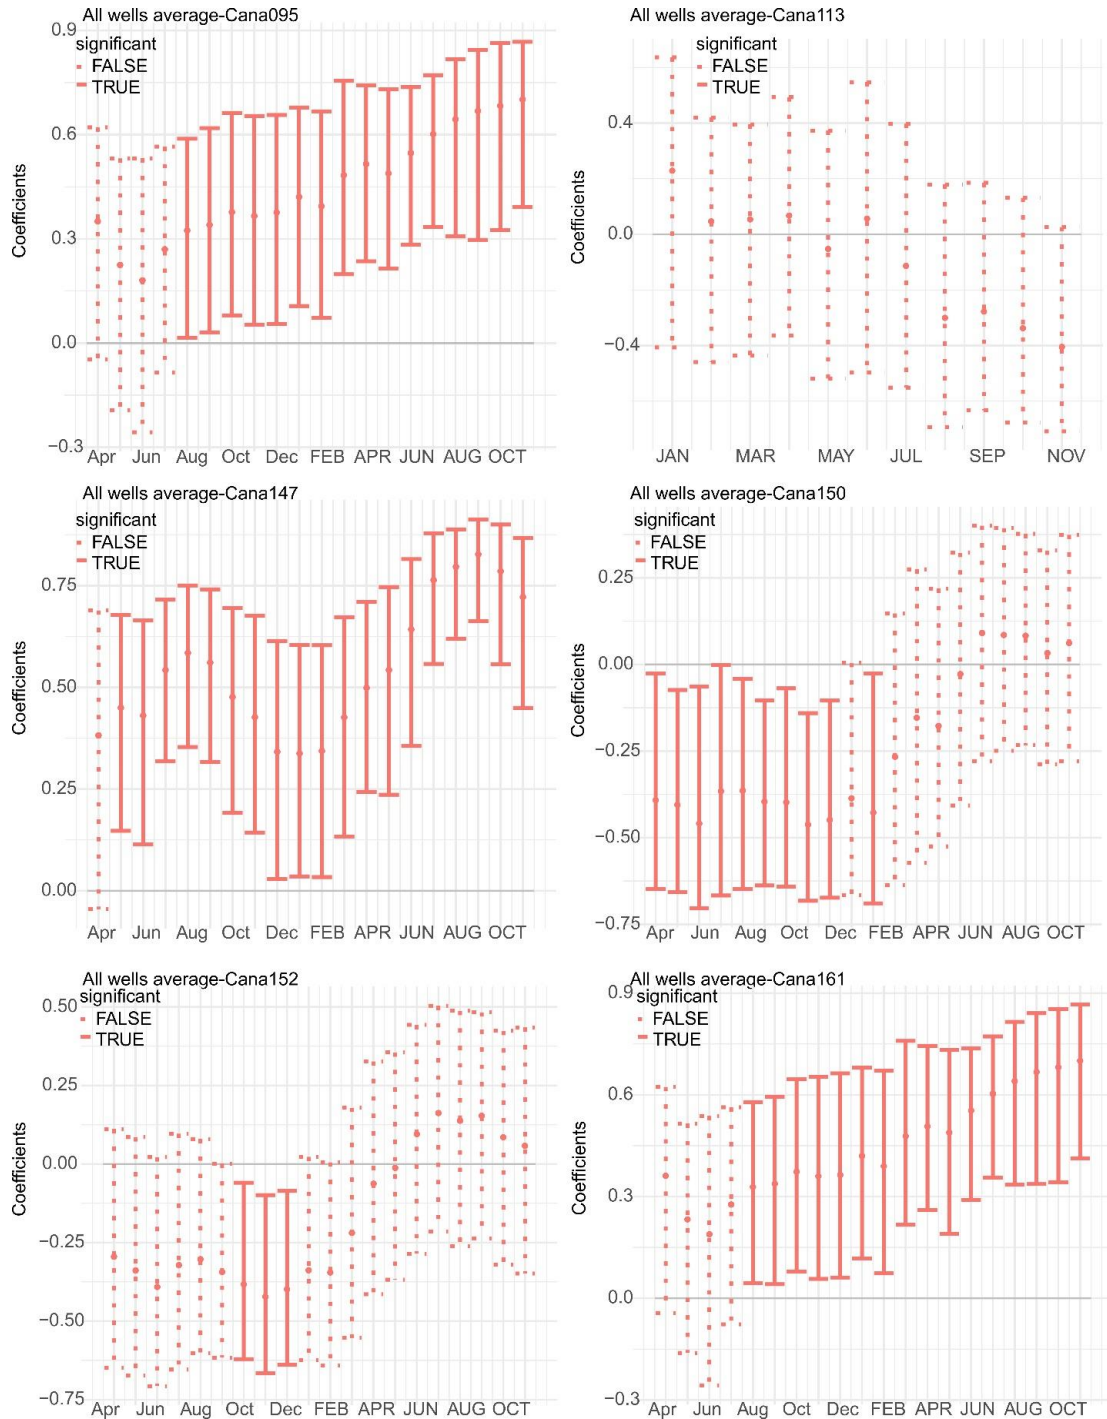 All wells average-Cana095
significant
FALSE
TRUE
Coefficients
0.9
0.6
0.3
0.0
−0.3
Apr Jun Aug Oct Dec FEB APR JUN AUG OCT
All wells average-Cana113
significant
FALSE
TRUE
Coefficients
0.4
0.0
−0.4
JAN MAR MAY JUL SEP NOV
All wells average-Cana147
significant
FALSE
TRUE
Coefficients
0.75
0.50
0.25
0.00
Apr Jun Aug Oct Dec FEB APR JUN AUG OCT
All wells average-Cana150
significant
FALSE
TRUE
Coefficients
0.25
0.00
−0.25
−0.50
−0.75
Apr Jun Aug Oct Dec FEB APR JUN AUG OCT
All wells average-Cana152
significant
FALSE
TRUE
Coefficients
0.50
0.25
0.00
−0.25
−0.50
−0.75
Apr Jun Aug Oct Dec FEB APR JUN AUG OCT
All wells average-Cana161
significant
FALSE
TRUE
Coefficients
0.9
0.6
0.3
0.0
−0.3
Apr Jun Aug Oct Dec FEB APR JUN AUG OCT